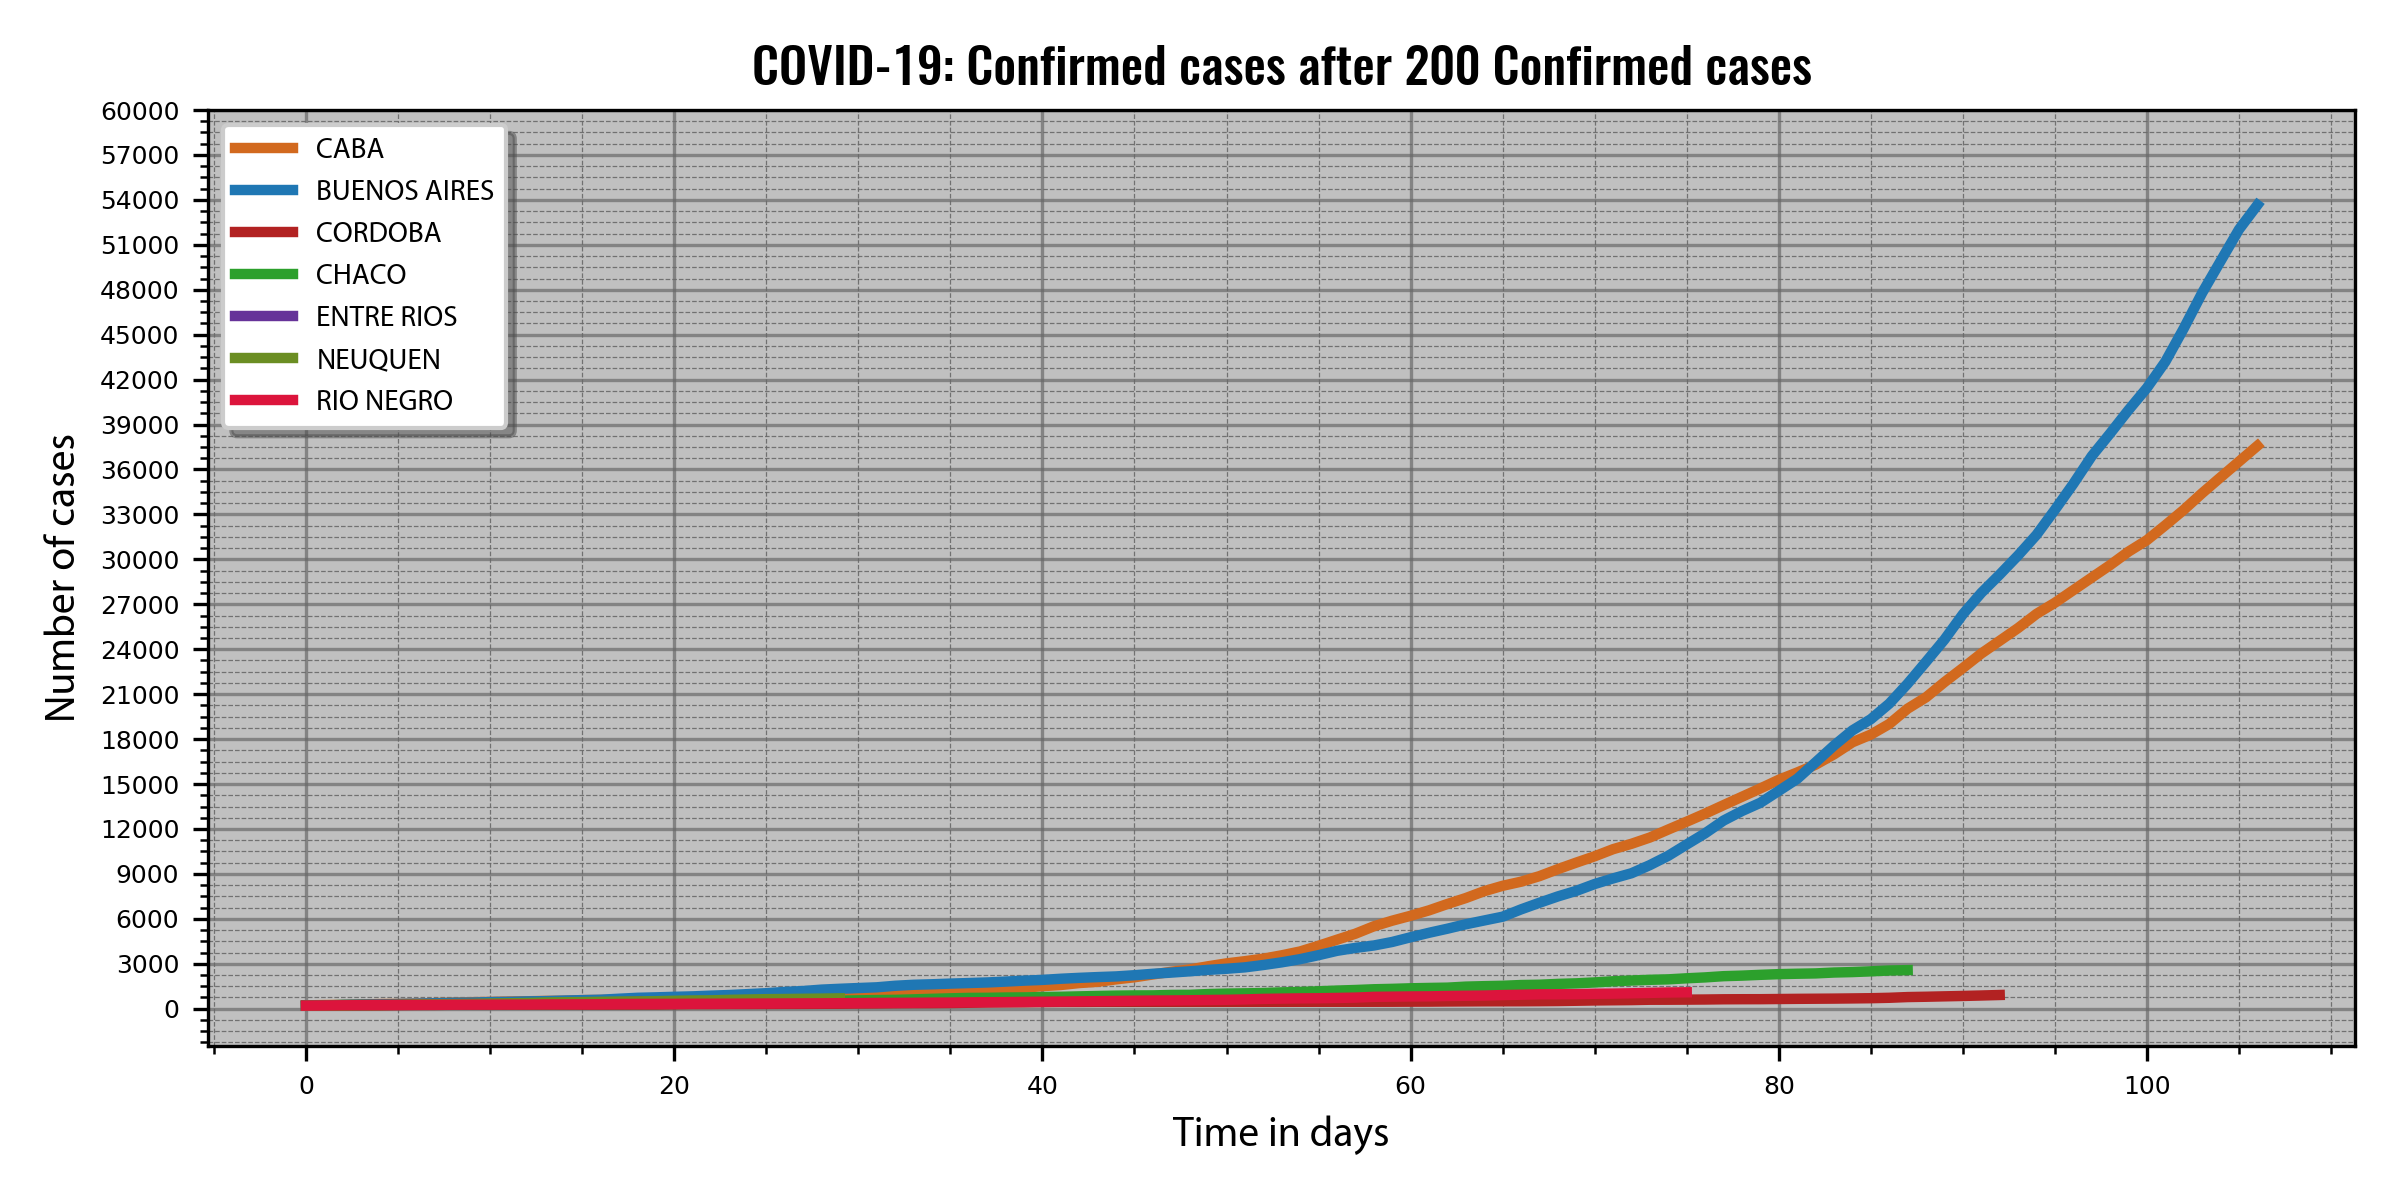 COVID-19: Confirmed cases after 200 Confirmed cases
60000
57000
54000
51000
48000
45000
42000
39000
36000
33000
30000
27000
24000
21000
18000
15000
12000
9000
6000
3000
0
Number of cases
CABA
BUENOS AIRES
CORDOBA
CHACO
ENTRE RIOS
NEUQUEN
RIO NEGRO
0 20 40 60 80 100
Time in days